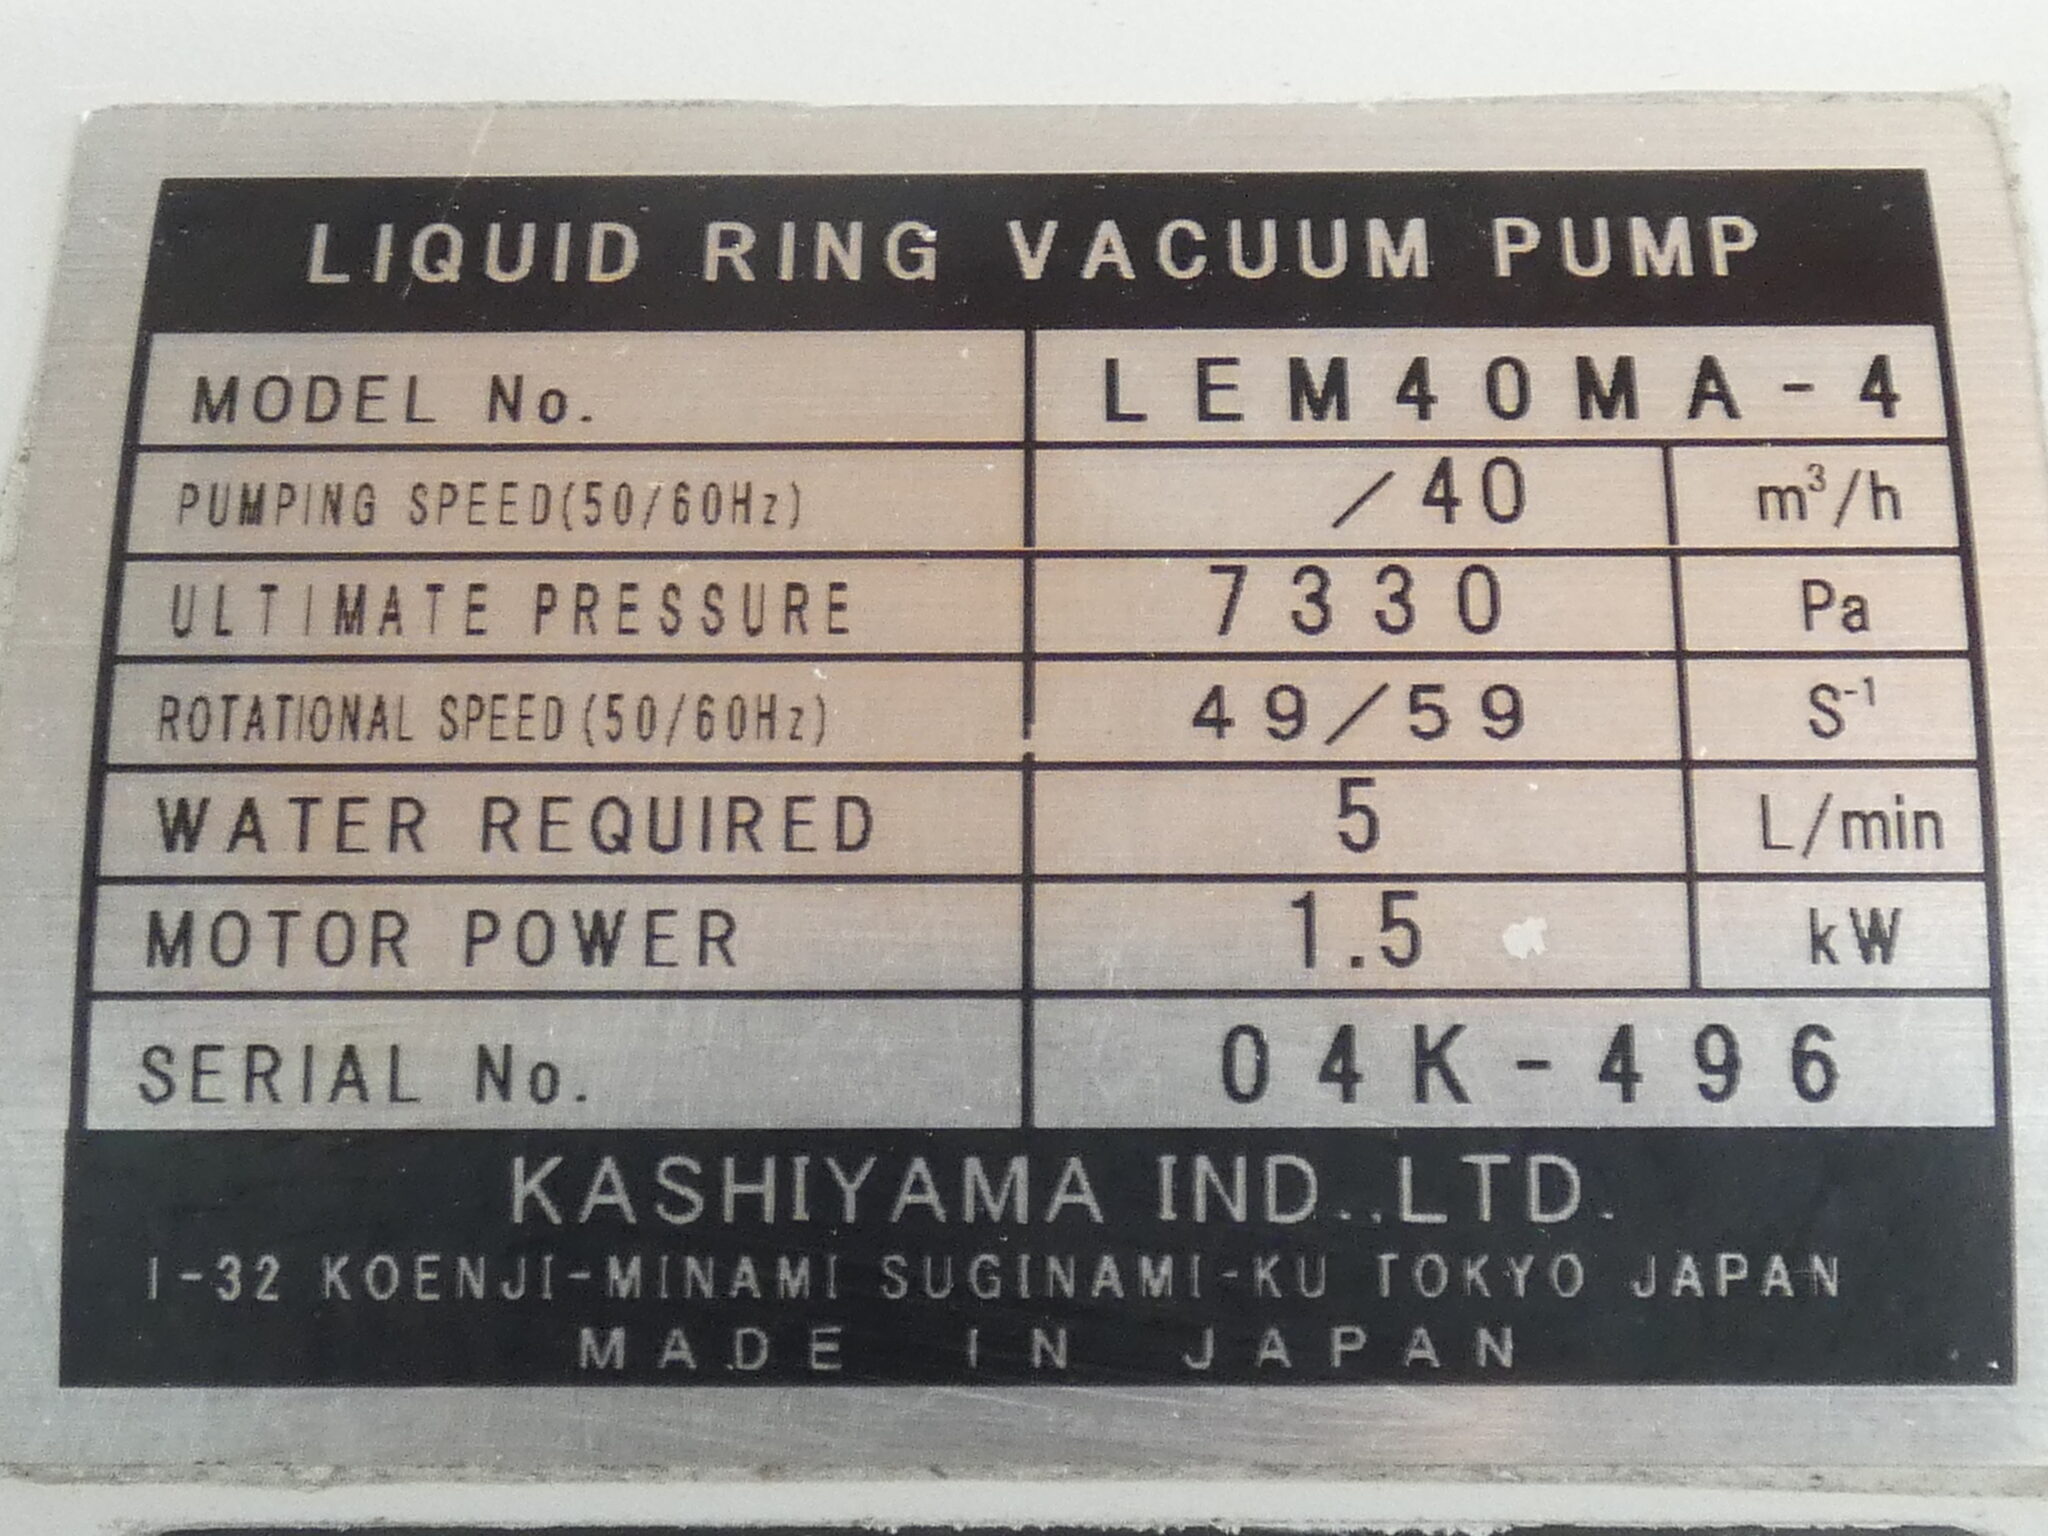 LIQUID RING VACUUM PUMP
MODEL No. LEM40MA-4
PUMPING SPEED(50/60Hz) /40 m³/h
ULTIMATE PRESSURE 7330 Pa
ROTATIONAL SPEED(50/60Hz) 49/59 S⁻¹
WATER REQUIRED 5 L/min
MOTOR POWER 1.5 kW
SERIAL No. 04K-496
KASHIYAMA IND.,LTD.
1-32 KOENJI-MINAMI SUGINAMI-KU TOKYO JAPAN
MADE IN JAPAN